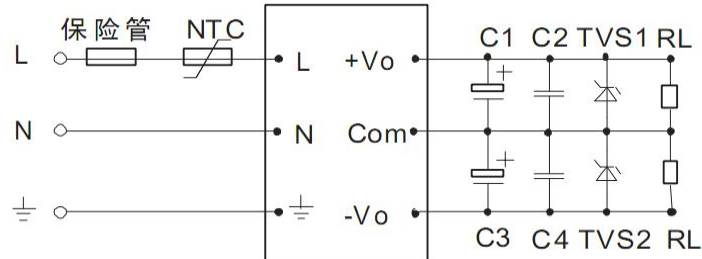 保险管 NTC
C1 C2 TVS1 RL
L L +Vo
+
N N Com
+
-Vo
C3 C4 TVS2 RL